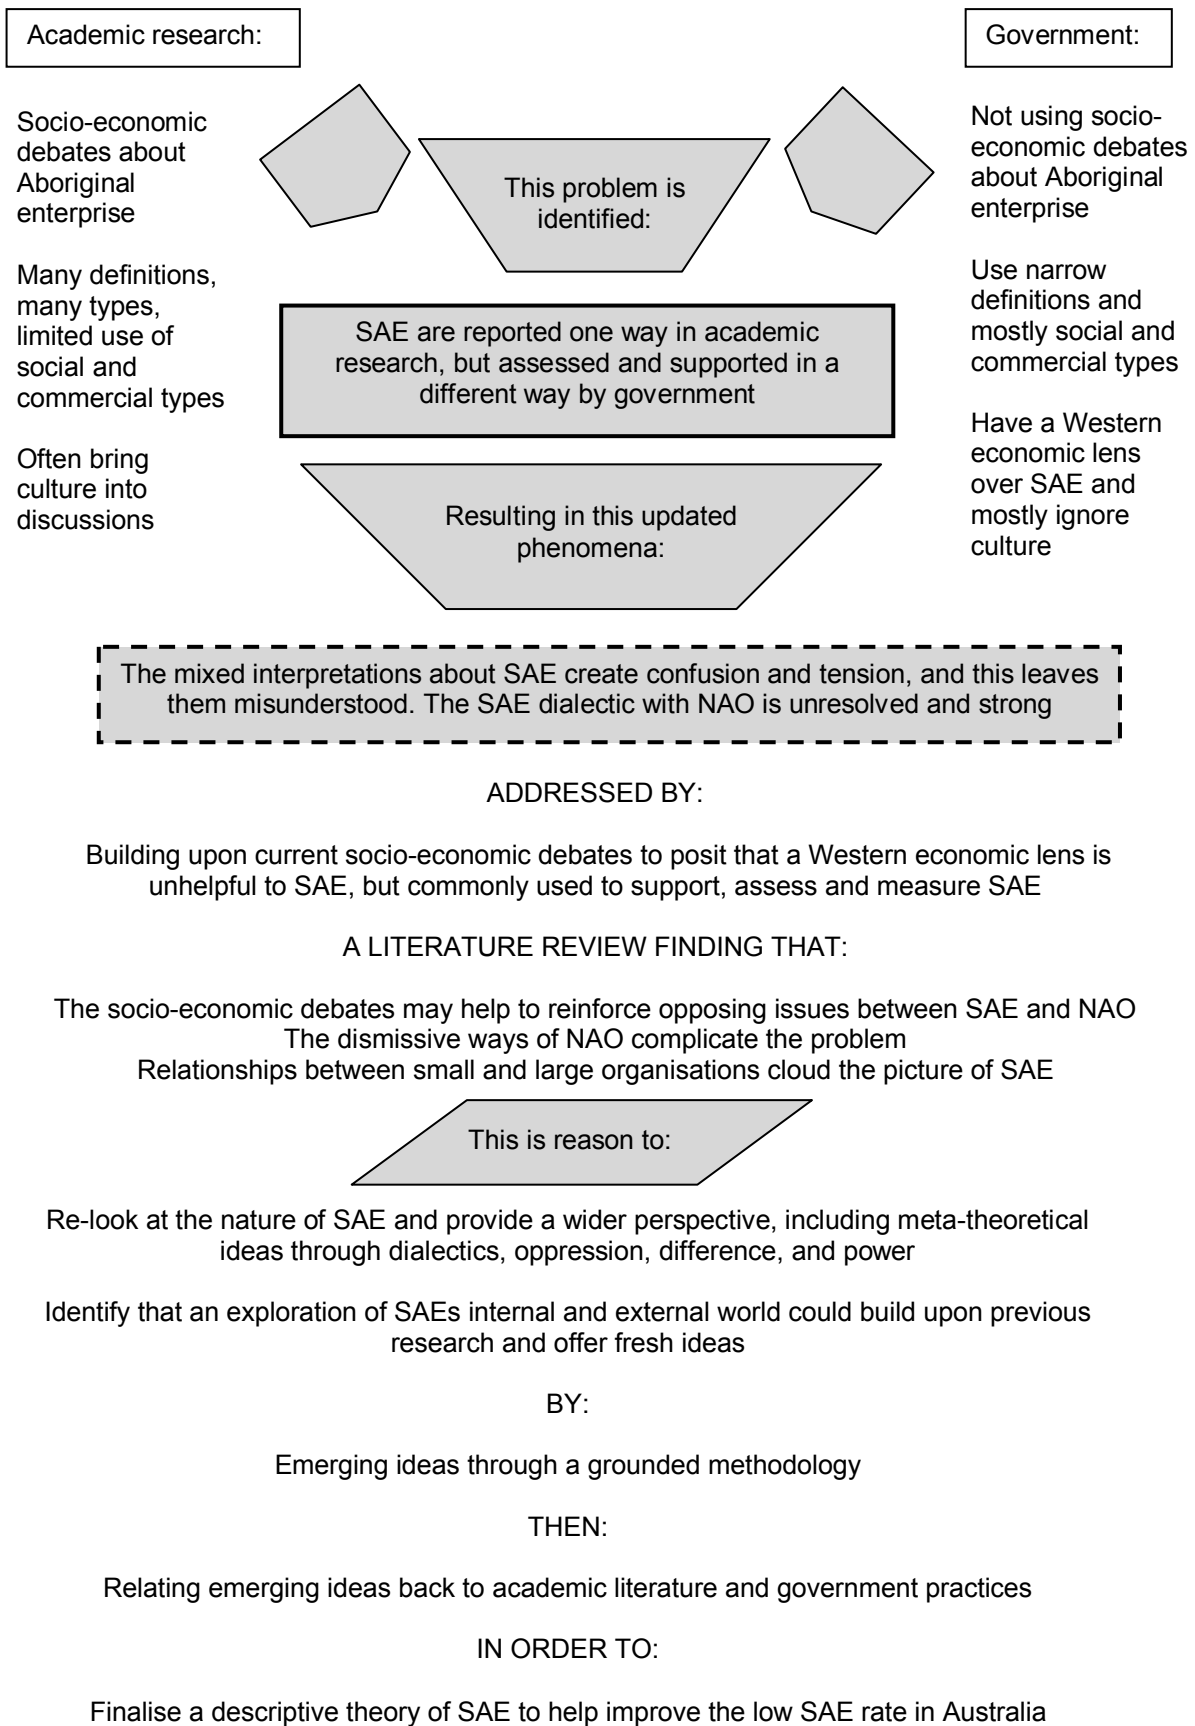 Academic research:
Socio-economic
debates about
Aboriginal
enterprise
Many definitions,
many types,
limited use of
social and
commercial types
Often bring
culture into
discussions
This problem is
identified:
SAE are reported one way in academic
research, but assessed and supported in a
different way by government
Resulting in this updated
phenomena:
Government:
Not using socio-
economic debates
about Aboriginal
enterprise
Use narrow
definitions and
mostly social and
commercial types
Have a Western
economic lens
over SAE and
mostly ignore
culture
The mixed interpretations about SAE create confusion and tension, and this leaves
them misunderstood. The SAE dialectic with NAO is unresolved and strong
ADDRESSED BY:
Building upon current socio-economic debates to posit that a Western economic lens is
unhelpful to SAE, but commonly used to support, assess and measure SAE
A LITERATURE REVIEW FINDING THAT:
The socio-economic debates may help to reinforce opposing issues between SAE and NAO
The dismissive ways of NAO complicate the problem
Relationships between small and large organisations cloud the picture of SAE
This is reason to:
Re-look at the nature of SAE and provide a wider perspective, including meta-theoretical
ideas through dialectics, oppression, difference, and power
Identify that an exploration of SAEs internal and external world could build upon previous
research and offer fresh ideas
BY:
Emerging ideas through a grounded methodology
THEN:
Relating emerging ideas back to academic literature and government practices
IN ORDER TO:
Finalise a descriptive theory of SAE to help improve the low SAE rate in Australia